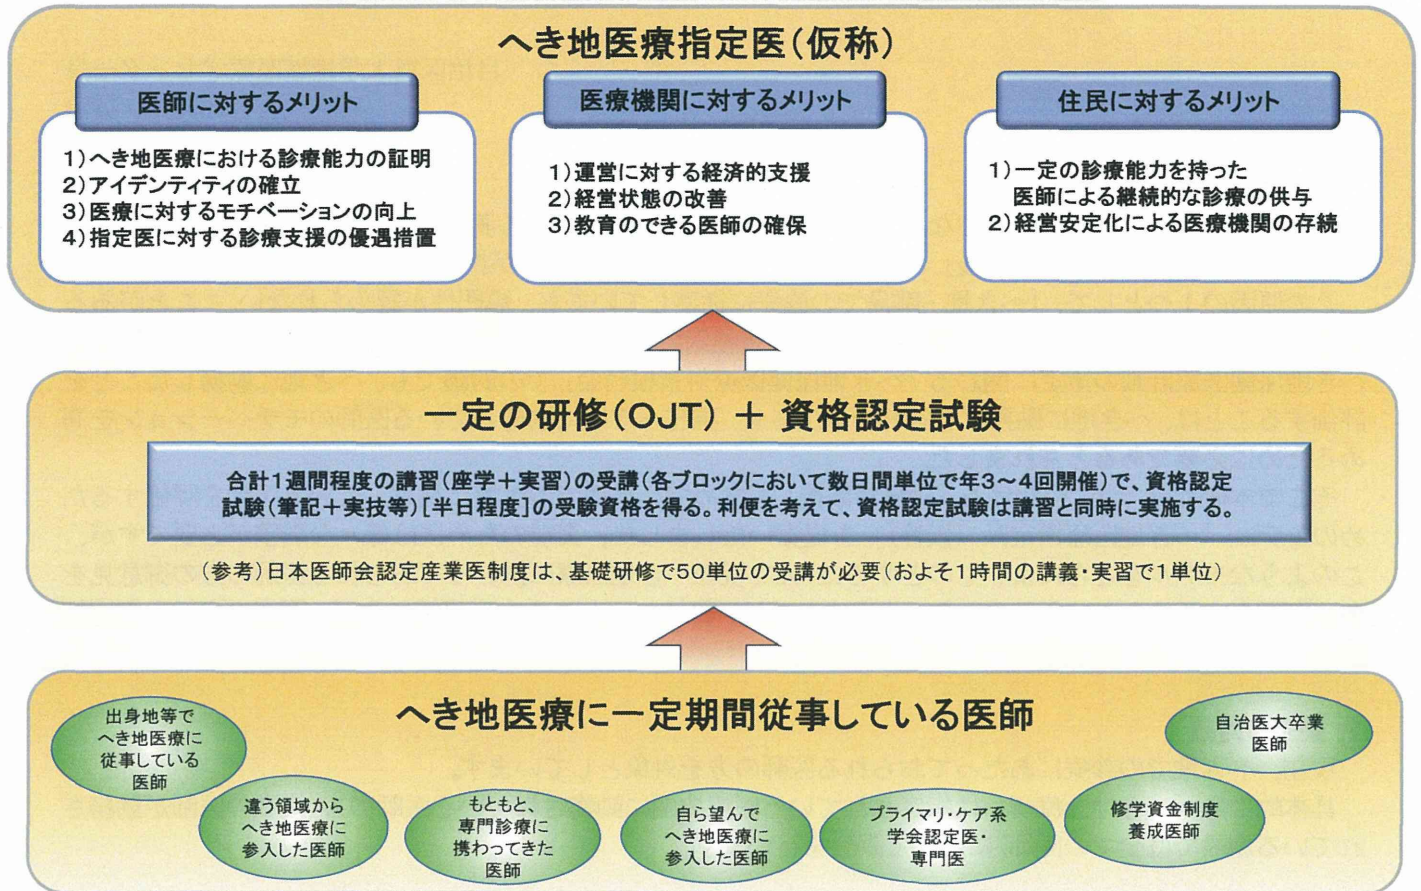 へき地医療指定医(仮称)
医師に対するメリット
1)へき地医療における診療能力の証明
2)アイデンティティの確立
3)医療に対するモチベーションの向上
4)指定医に対する診療支援の優遇措置
医療機関に対するメリット
1)運営に対する経済的支援
2)経営状態の改善
3)教育のできる医師の確保
住民に対するメリット
1)一定の診療能力を持った
医師による継続的な診療の供与
2)経営安定化による医療機関の存続
一定の研修(OJT) + 資格認定試験
合計1週間程度の講習(座学+実習)の受講(各ブロックにおいて数日間単位で年3~4回開催)で、資格認定
試験(筆記+実技等)[半日程度]の受験資格を得る。利便を考えて、資格認定試験は講習と同時に実施する。
(参考)日本医師会認定産業医制度は、基礎研修で50単位の受講が必要(およそ1時間の講義・実習で1単位)
へき地医療に一定期間従事している医師
出身地等で
へき地医療に
従事している
医師
違う領域から
へき地医療に
参入した医師
もともと、
専門診療に
携わってきた
医師
自ら望んで
へき地医療に
参入した医師
プライマリ・ケア系
学会認定医・
専門医
修学資金制度
養成医師
自治医大卒業
医師